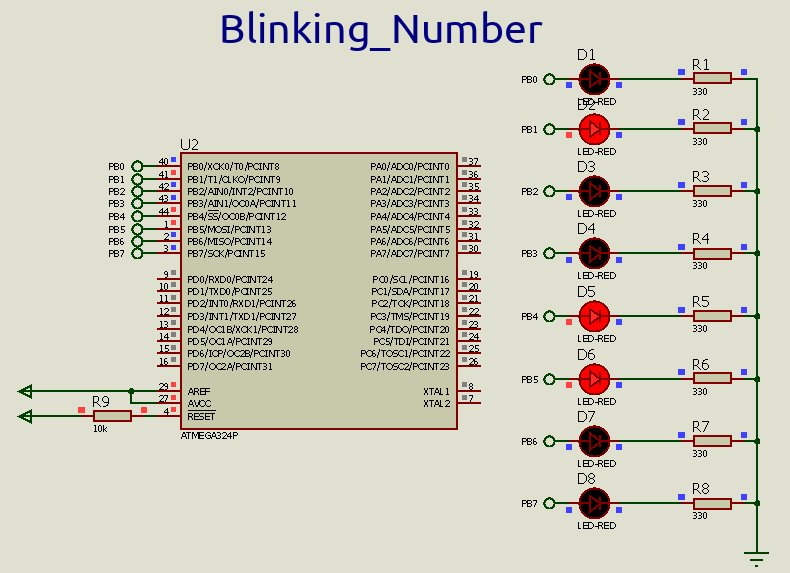 Blinking_Number
U2
PB0 40 PB0/XCK0/T0/PCINT8 PA0/ADC0/PCINT0 37
PB1 41 PB1/T1/CLKO/PCINT9 PA1/ADC1/PCINT1 36
PB2 42 PB2/AIN0/INT2/PCINT10 PA2/ADC2/PCINT2 35
PB3 43 PB3/AIN1/OC0A/PCINT11 PA3/ADC3/PCINT3 34
PB4 44 PB4/SS/OC0B/PCINT12 PA4/ADC4/PCINT4 33
PB5 1 PB5/MOSI/PCINT13 PA5/ADC5/PCINT5 32
PB6 2 PB6/MISO/PCINT14 PA6/ADC6/PCINT6 31
PB7 3 PB7/SCK/PCINT15 PA7/ADC7/PCINT7 30
9 PD0/RXD0/PCINT24 PC0/SCL/PCINT16 19
10 PD1/TXD0/PCINT25 PC1/SDA/PCINT17 20
11 PD2/INT0/RXD1/PCINT26 PC2/TCK/PCINT18 21
12 PD3/INT1/TXD1/PCINT27 PC3/TMS/PCINT19 22
13 PD4/OC1B/XCK1/PCINT28 PC4/TDO/PCINT20 23
14 PD5/OC1A/PCINT29 PC5/TDI/PCINT21 24
15 PD6/ICP/OC2B/PCINT30 PC6/TOSC1/PCINT22 25
16 PD7/OC2A/PCINT31 PC7/TOSC2/PCINT23 26
29 AREF XTAL1 8
27 AVCC XTAL2 7
4 RESET
R9
10k
ATMEGA324P
D1 R1
PB0
LED-RED 330
D2 R2
PB1
LED-RED 330
D3 R3
PB2
LED-RED 330
D4 R4
PB3
LED-RED 330
D5 R5
PB4
LED-RED 330
D6 R6
PB5
LED-RED 330
D7 R7
PB6
LED-RED 330
D8 R8
PB7
LED-RED 330